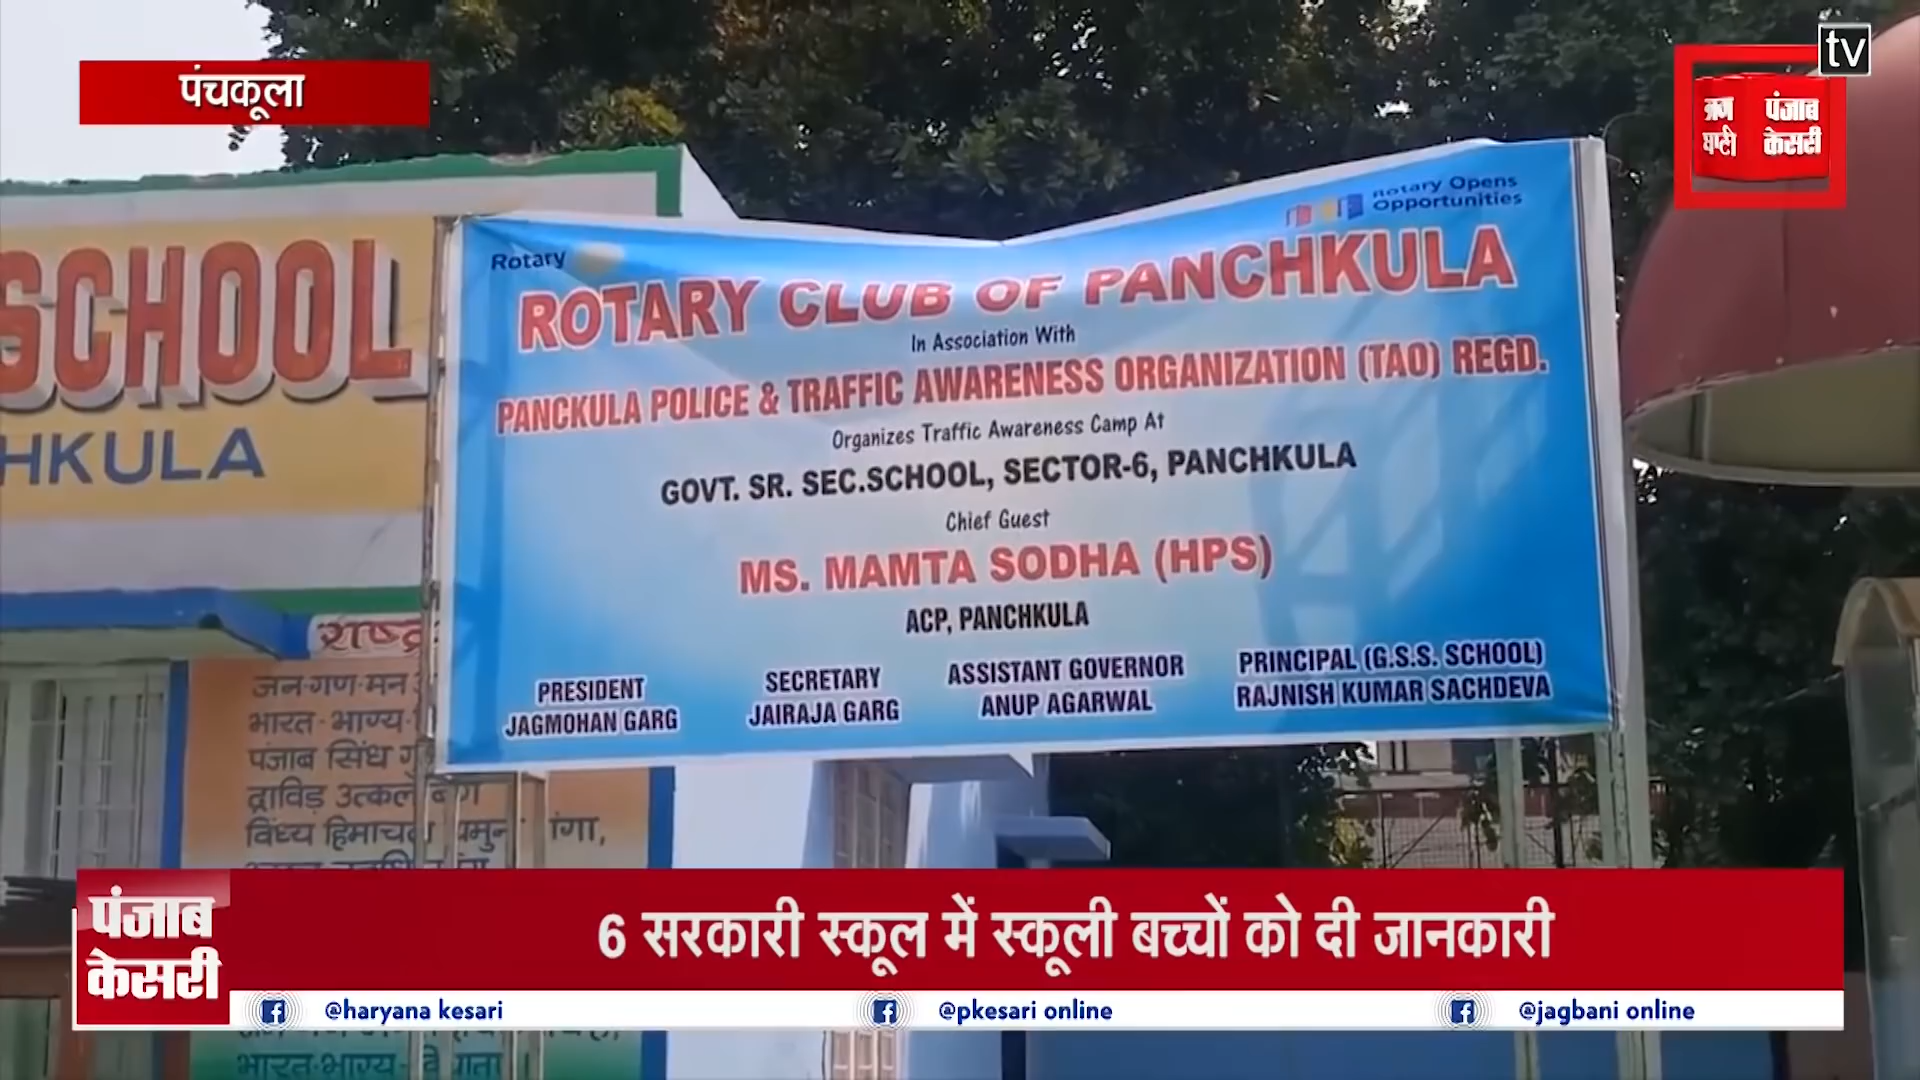 tv
पंचकूला
ਜਗ ਬਾਣੀ
पंजाब केसरी
SCHOOL
HKULA
Rotary
Rotary Opens Opportunities
ROTARY CLUB OF PANCHKULA
In Association With
PANCKULA POLICE & TRAFFIC AWARENESS ORGANIZATION (TAO) REGD.
Organizes Traffic Awareness Camp At
GOVT. SR. SEC.SCHOOL, SECTOR-6, PANCHKULA
Chief Guest
MS. MAMTA SODHA (HPS)
ACP, PANCHKULA
PRESIDENT
JAGMOHAN GARG
SECRETARY
JAIRAJA GARG
ASSISTANT GOVERNOR
ANUP AGARWAL
PRINCIPAL (G.S.S. SCHOOL)
RAJNISH KUMAR SACHDEVA
राष्ट्र
जन-गण-मन
भारत-भाग्य
पंजाब सिंध
द्राविड़ उत्कल
विंध्य हिमाचल
पंजाब केसरी
6 सरकारी स्कूल में स्कूली बच्चों को दी जानकारी
@haryana kesari
@pkesari online
@jagbani online
भारत-भाग्य